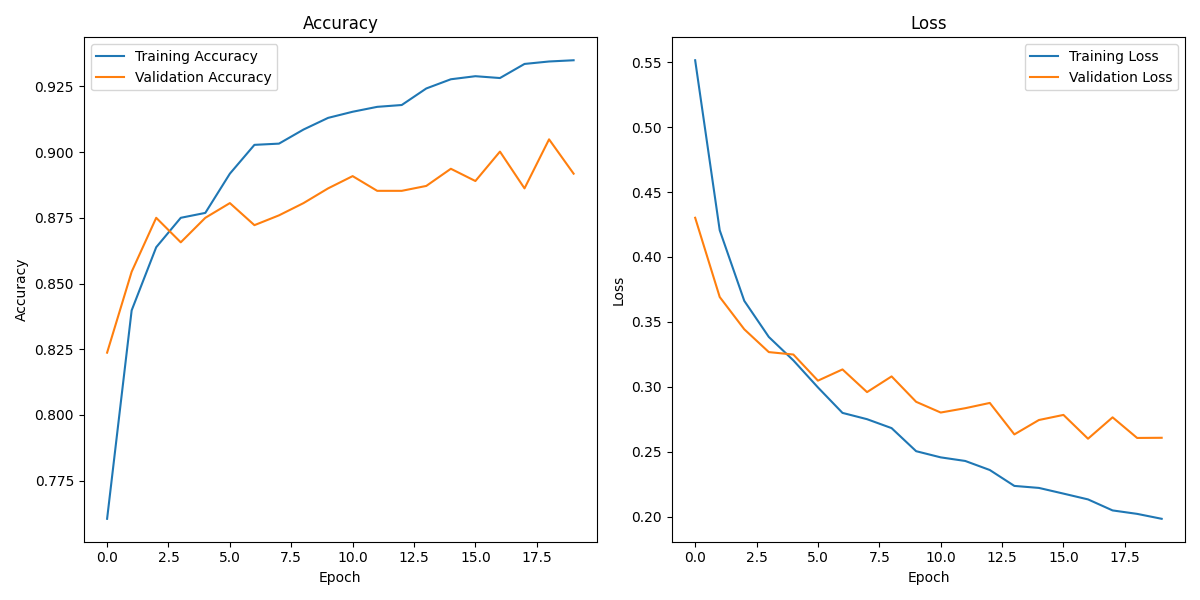 Accuracy
Training Accuracy
Validation Accuracy
0.925
0.900
0.875
0.850
0.825
0.800
0.775
Accuracy
0.0 2.5 5.0 7.5 10.0 12.5 15.0 17.5
Epoch
Loss
Training Loss
Validation Loss
0.55
0.50
0.45
0.40
0.35
0.30
0.25
0.20
Loss
0.0 2.5 5.0 7.5 10.0 12.5 15.0 17.5
Epoch